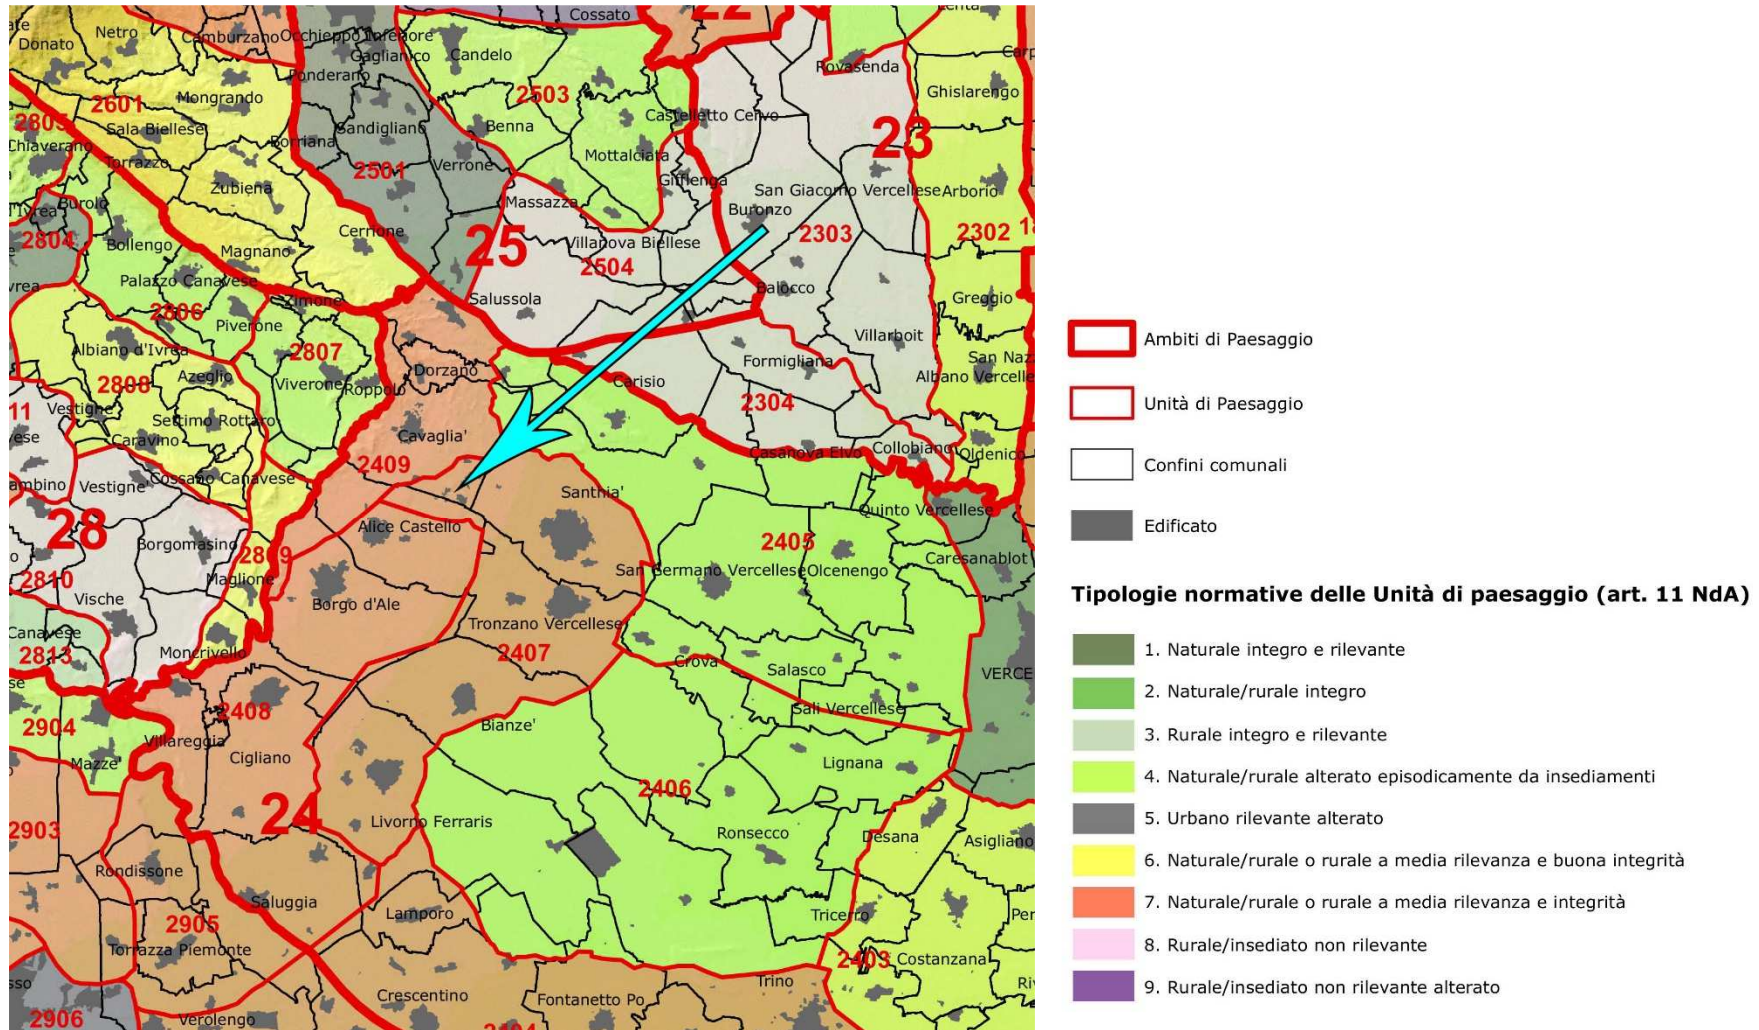 Cossato
22
Lenta
Netro
Donato
Camburzano
Occhieppo Inferiore
Gaglianico
Candelo
Rovasenda
Ponderano
2601
Mongrando
2503
Ghislarengo
2805
Sala Biellese
Sandigliano
Benna
Castelletto Cervo
23
Chiaverano
Borriana
Torrazzo
Verrone
Mottalciata
2501
Zubiena
Gifflenga
San Giacomo Vercellese
Arborio
Burolo
Massazza
Buronzo
2804
Bollengo
Cerrione
25
Villanova Biellese
2303
2302
Magnano
2504
Palazzo Canavese
Balocco
Zimone
Salussola
Greggio
2806
Piverone
Villarboit
Albiano d'Ivrea
2807
Formigliana
San Naz
Azeglio
Dorzano
Albano Vercelle
2808
Viverone
Roppolo
Carisio
2304
Vestigne
Settimo Rottaro
Caravino
Cavaglia'
Collobiano
2409
Casanova Elvo
Oldenico
Vestigne
Cossano Canavese
Santhia'
28
Alice Castello
Quinto Vercellese
Borgomasino
2405
2809
Caresanablot
2810
Maglione
San Germano Vercellese
Olcenengo
Vische
Borgo d'Ale
Canavese
Tronzano Vercellese
2813
Moncrivello
2407
Crova
Salasco
VERCE
2408
Sali Vercellese
2904
Bianze'
Villareggia
Mazze'
Cigliano
Lignana
2406
24
2903
Livorno Ferraris
Ronsecco
Desana
Asigliano
Rondissone
Saluggia
Lamporo
Tricerro
2905
Torrazza Piemonte
2403
Costanzana
Trino
Crescentino
Fontanetto Po
2906
Verolengo
Ambiti di Paesaggio
Unità di Paesaggio
Confini comunali
Edificato
Tipologie normative delle Unità di paesaggio (art. 11 NdA)
1. Naturale integro e rilevante
2. Naturale/rurale integro
3. Rurale integro e rilevante
4. Naturale/rurale alterato episodicamente da insediamenti
5. Urbano rilevante alterato
6. Naturale/rurale o rurale a media rilevanza e buona integrità
7. Naturale/rurale o rurale a media rilevanza e integrità
8. Rurale/insediato non rilevante
9. Rurale/insediato non rilevante alterato